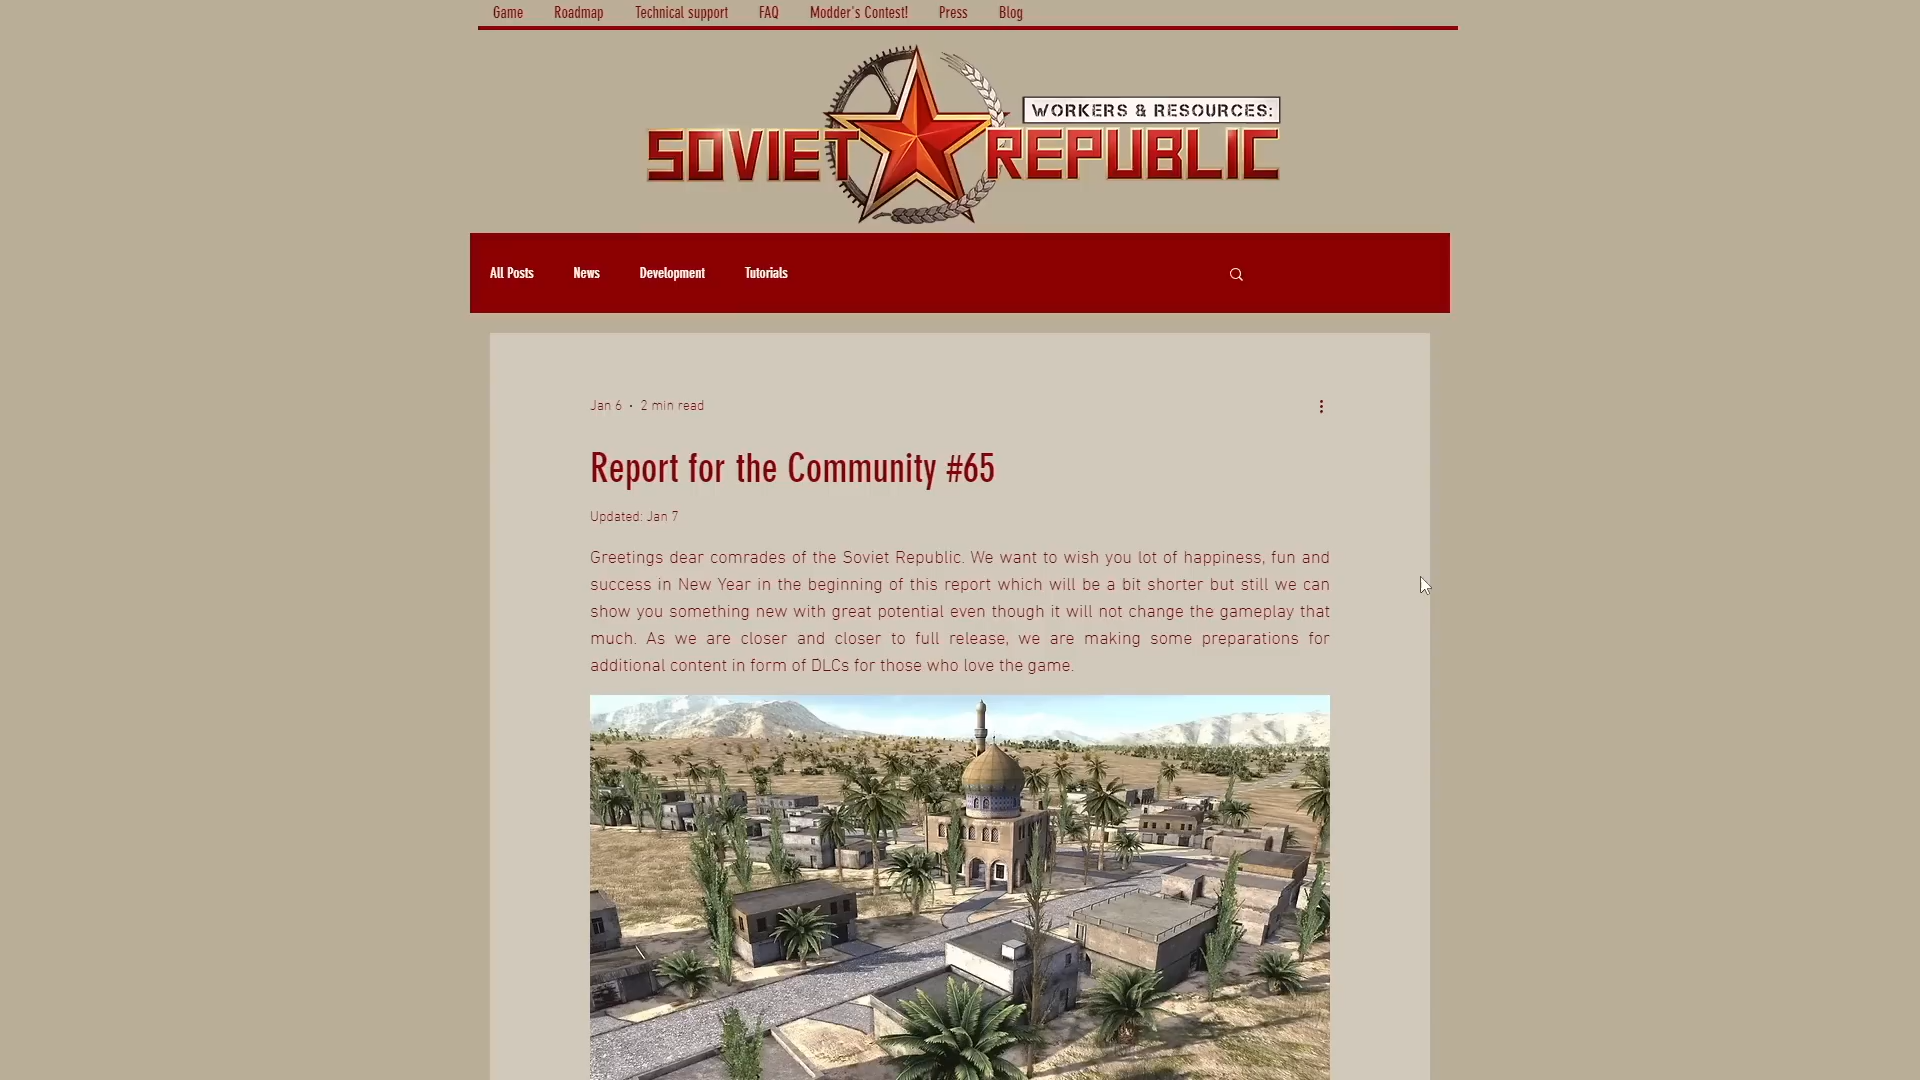 Game Roadmap Technical support FAQ Modder's Contest! Press Blog
WORKERS & RESOURCES:
SOVIET REPUBLIC
All Posts News Development Tutorials
Jan 6 · 2 min read
Report for the Community #65
Updated: Jan 7
Greetings dear comrades of the Soviet Republic. We want to wish you lot of happiness, fun and
success in New Year in the beginning of this report which will be a bit shorter but still we can
show you something new with great potential even though it will not change the gameplay that
much. As we are closer and closer to full release, we are making some preparations for
additional content in form of DLCs for those who love the game.